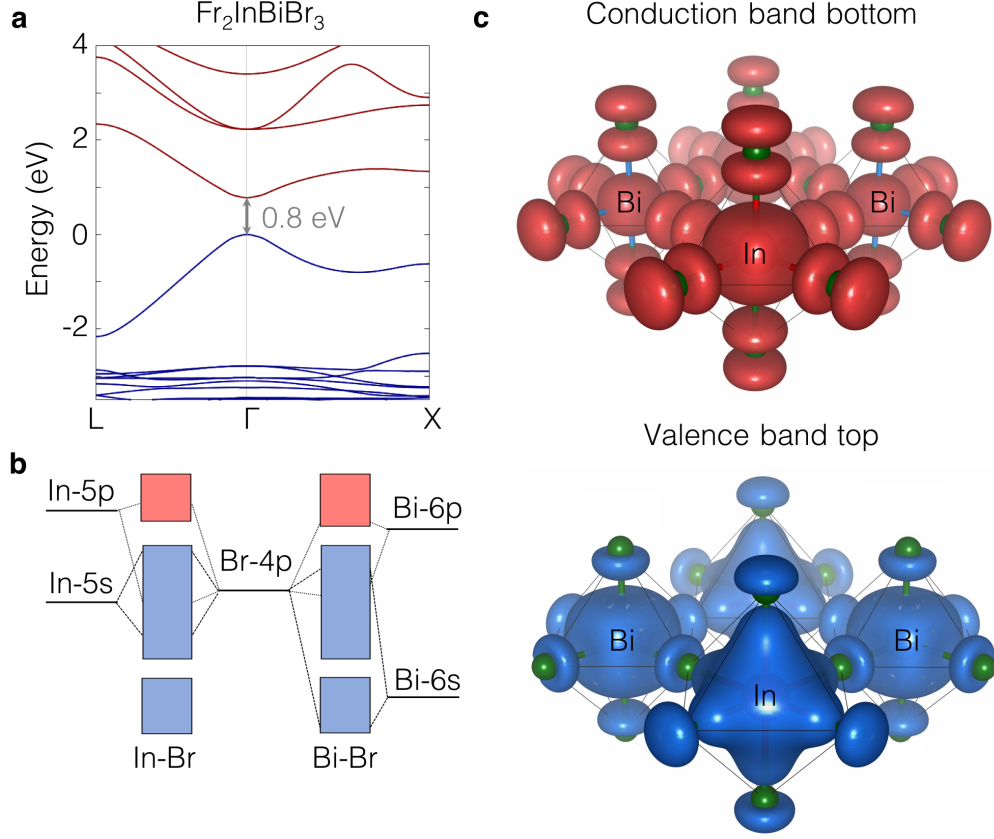 a
Fr₂InBiBr₃
4
2
0
-2
Energy (eV)
0.8 eV
L
Γ
X
b
In-5p
In-5s
Br-4p
Bi-6p
Bi-6s
In-Br
Bi-Br
c
Conduction band bottom
Bi
In
Bi
Valence band top
Bi
In
Bi